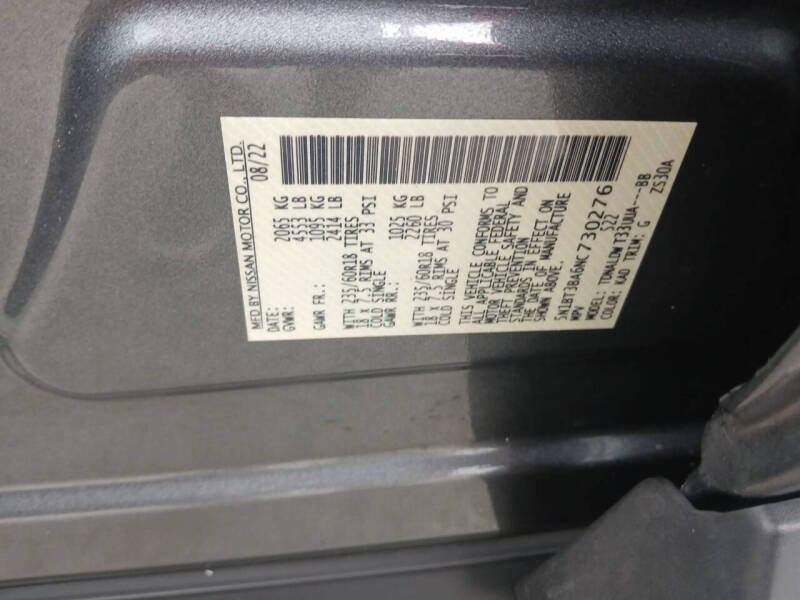 MFD BY NISSAN MOTOR CO., LTD.
DATE: 08/22
GVWR: 2065 KG
4553 LB
GAWR FR.: 1095 KG
2414 LB
WITH 235/60R18 TIRES
18 X 7.5 RIMS AT 33 PSI
COLD SINGLE
GAWR RR.: 1025 KG
2260 LB
WITH 235/60R18 TIRES
18 X 7.5 RIMS AT 30 PSI
COLD SINGLE
THIS VEHICLE CONFORMS TO
ALL APPLICABLE FEDERAL
MOTOR VEHICLE SAFETY AND
THEFT PREVENTION
STANDARDS IN EFFECT ON
THE DATE OF MANUFACTURE
SHOWN ABOVE.
5N1BT3BA6NC730276
MPV 522
MODEL: TDNALDWT33UUA----BB
COLOR: KAD TRIM: G ZS30A